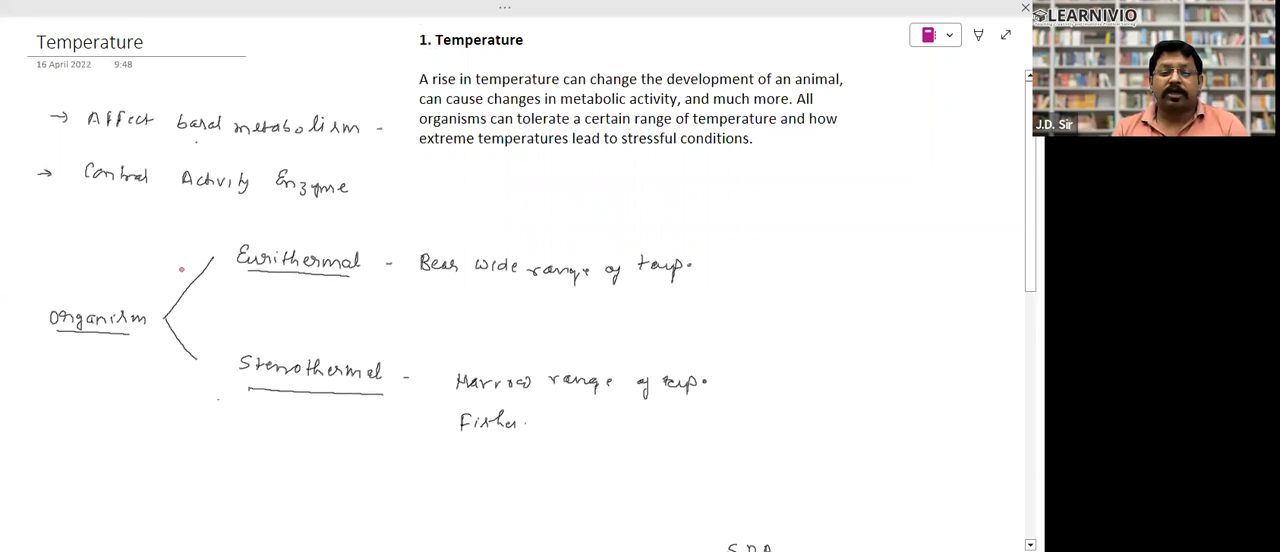 Temperature
16 April 2022 9:48
→ Affect basal metabolism -
→ Control Activity Enzyme
1. Temperature
A rise in temperature can change the development of an animal,
can cause changes in metabolic activity, and much more. All
organisms can tolerate a certain range of temperature and how
extreme temperatures lead to stressful conditions.
Organism
Eurithermal - Bear wide range of temp.
Stenothermal - Narrow range of temp.
Fishes.
S.D.A
LEARNIVIO
J.D. Sir